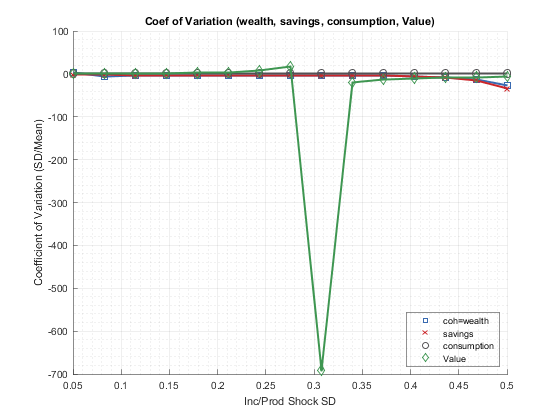 Coef of Variation (wealth, savings, consumption, Value)
100
0
-100
-200
-300
-400
-500
-600
-700
Coefficient of Variation (SD/Mean)
0.05
0.1
0.15
0.2
0.25
0.3
0.35
0.4
0.45
0.5
Inc/Prod Shock SD
coh=wealth
savings
consumption
Value